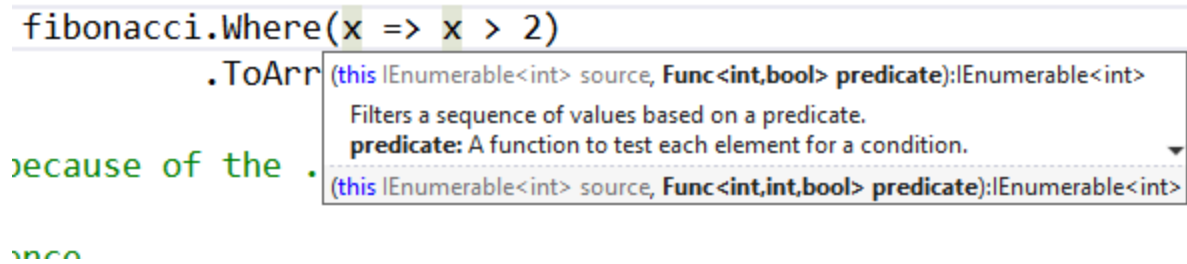 fibonacci.Where(x => x > 2)
.ToArr
(this IEnumerable<int> source, Func<int,bool> predicate):IEnumerable<int>
Filters a sequence of values based on a predicate.
predicate: A function to test each element for a condition.
because of the .
(this IEnumerable<int> source, Func<int,int,bool> predicate):IEnumerable<int>